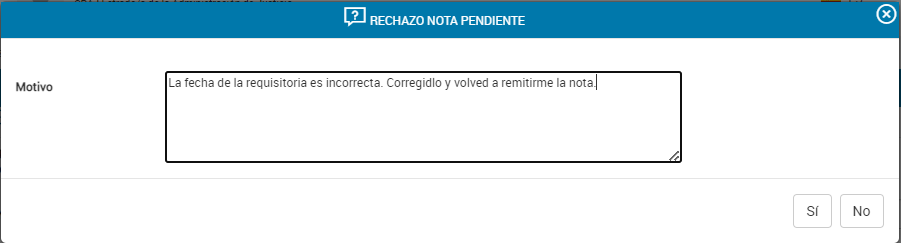 RECHAZO NOTA PENDIENTE
Motivo
La fecha de la requisitoria es incorrecta. Corregidlo y volved a remitirme la nota.
Sí
No